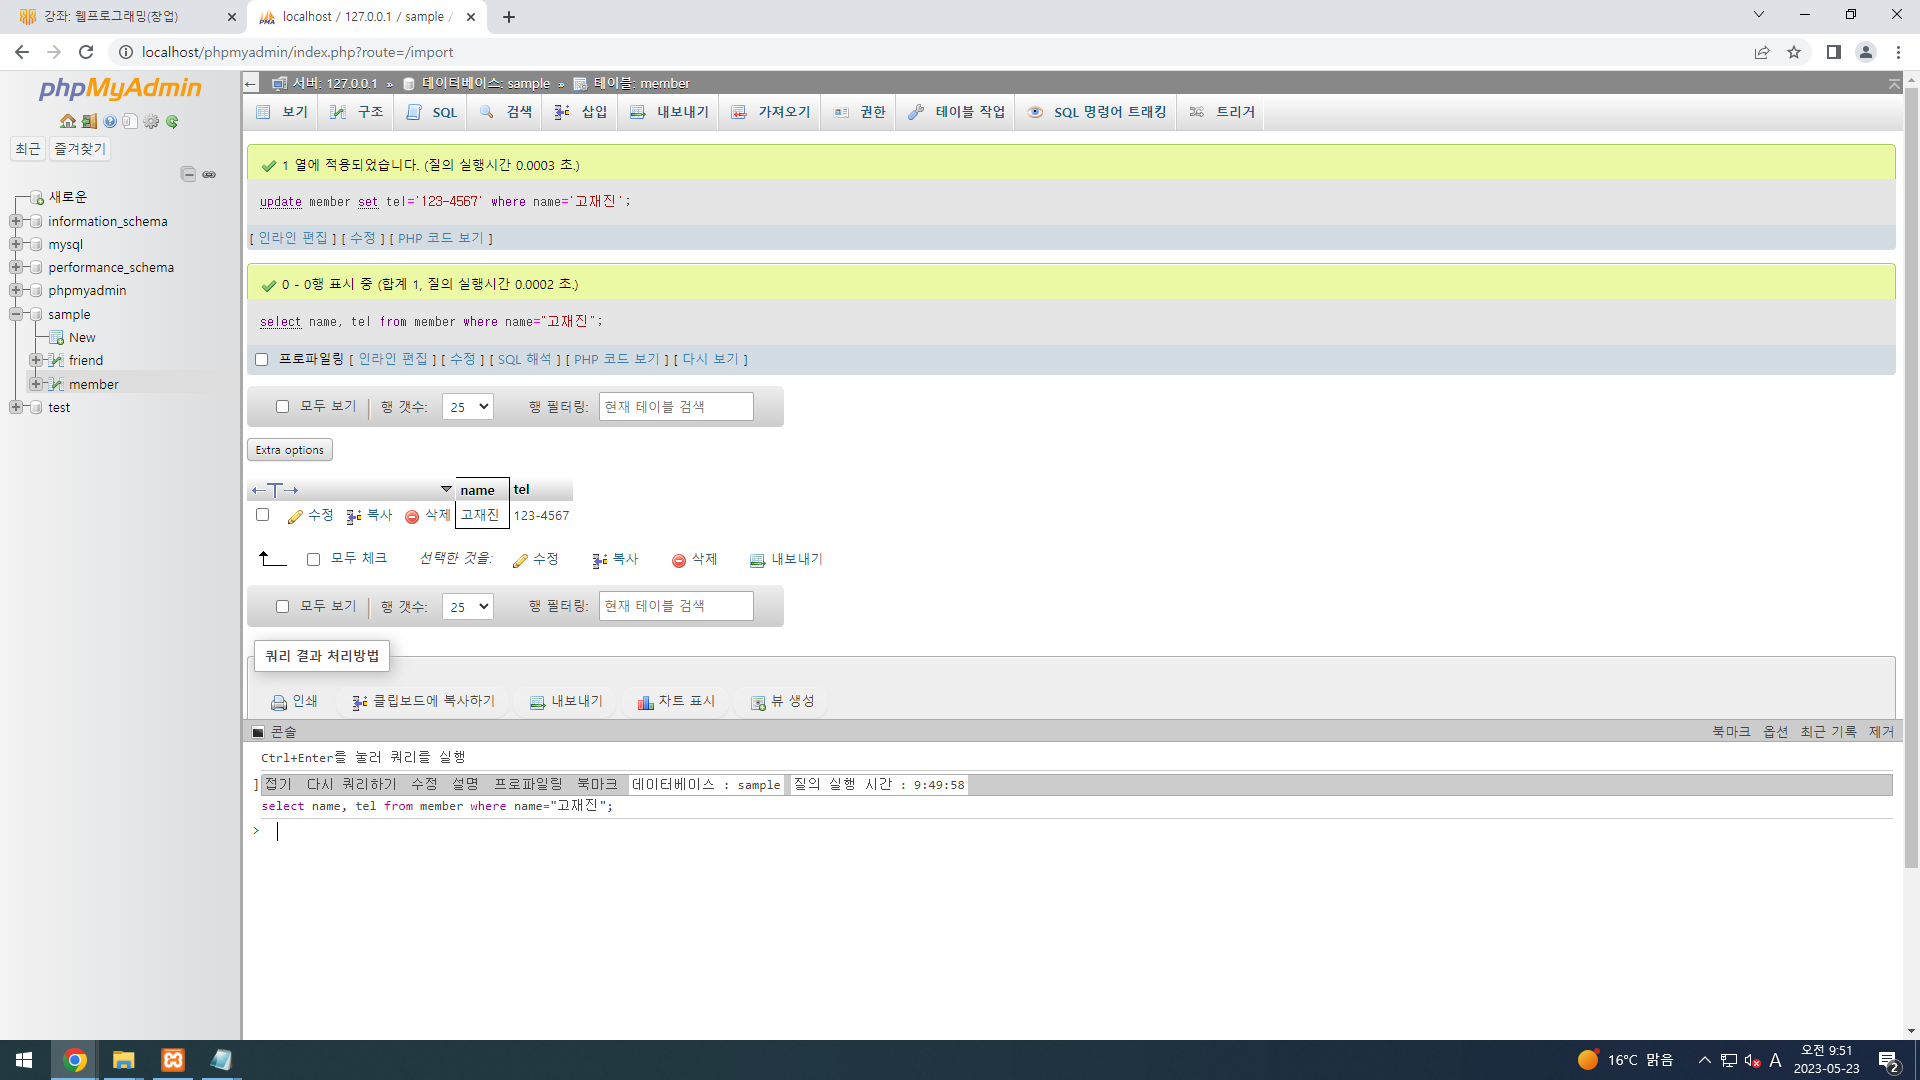 강좌: 웹프로그래밍(창업)
localhost / 127.0.0.1 / sample /
localhost/phpmyadmin/index.php?route=/import
phpMyAdmin
최근 즐겨찾기
새로운
information_schema
mysql
performance_schema
phpmyadmin
sample
New
friend
member
test
서버: 127.0.0.1 » 데이터베이스: sample » 테이블: member
보기 구조 SQL 검색 삽입 내보내기 가져오기 권한 테이블 작업 SQL 명령어 트래킹 트리거
1 열에 적용되었습니다. (질의 실행시간 0.0003 초.)
update member set tel='123-4567' where name='고재진';
[ 인라인 편집 ] [ 수정 ] [ PHP 코드 보기 ]
0 - 0행 표시 중 (합계 1, 질의 실행시간 0.0002 초.)
select name, tel from member where name="고재진";
프로파일링 [ 인라인 편집 ] [ 수정 ] [ SQL 해석 ] [ PHP 코드 보기 ] [ 다시 보기 ]
모두 보기 행 갯수: 25 행 필터링: 현재 테이블 검색
Extra options
←T→ name tel
수정 복사 삭제 고재진 123-4567
모두 체크 선택한 것을: 수정 복사 삭제 내보내기
모두 보기 행 갯수: 25 행 필터링: 현재 테이블 검색
쿼리 결과 처리방법
인쇄 클립보드에 복사하기 내보내기 차트 표시 뷰 생성
콘솔 북마크 옵션 최근 기록 제거
Ctrl+Enter를 눌러 쿼리를 실행
]접기 다시 쿼리하기 수정 설명 프로파일링 북마크 데이터베이스 : sample 질의 실행 시간 : 9:49:58
select name, tel from member where name="고재진";
>
16°C 맑음 A 오전 9:51
2023-05-23 2